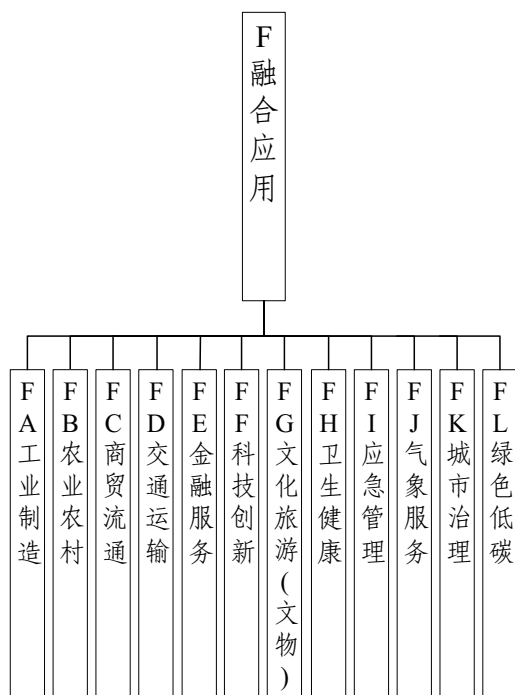 F融合应用
FA工业制造
FB农业农村
FC商贸流通
FD交通运输
FE金融服务
FF科技创新
FG文化旅游(文物)
FH卫生健康
FI应急管理
FJ气象服务
FK城市治理
FL绿色低碳